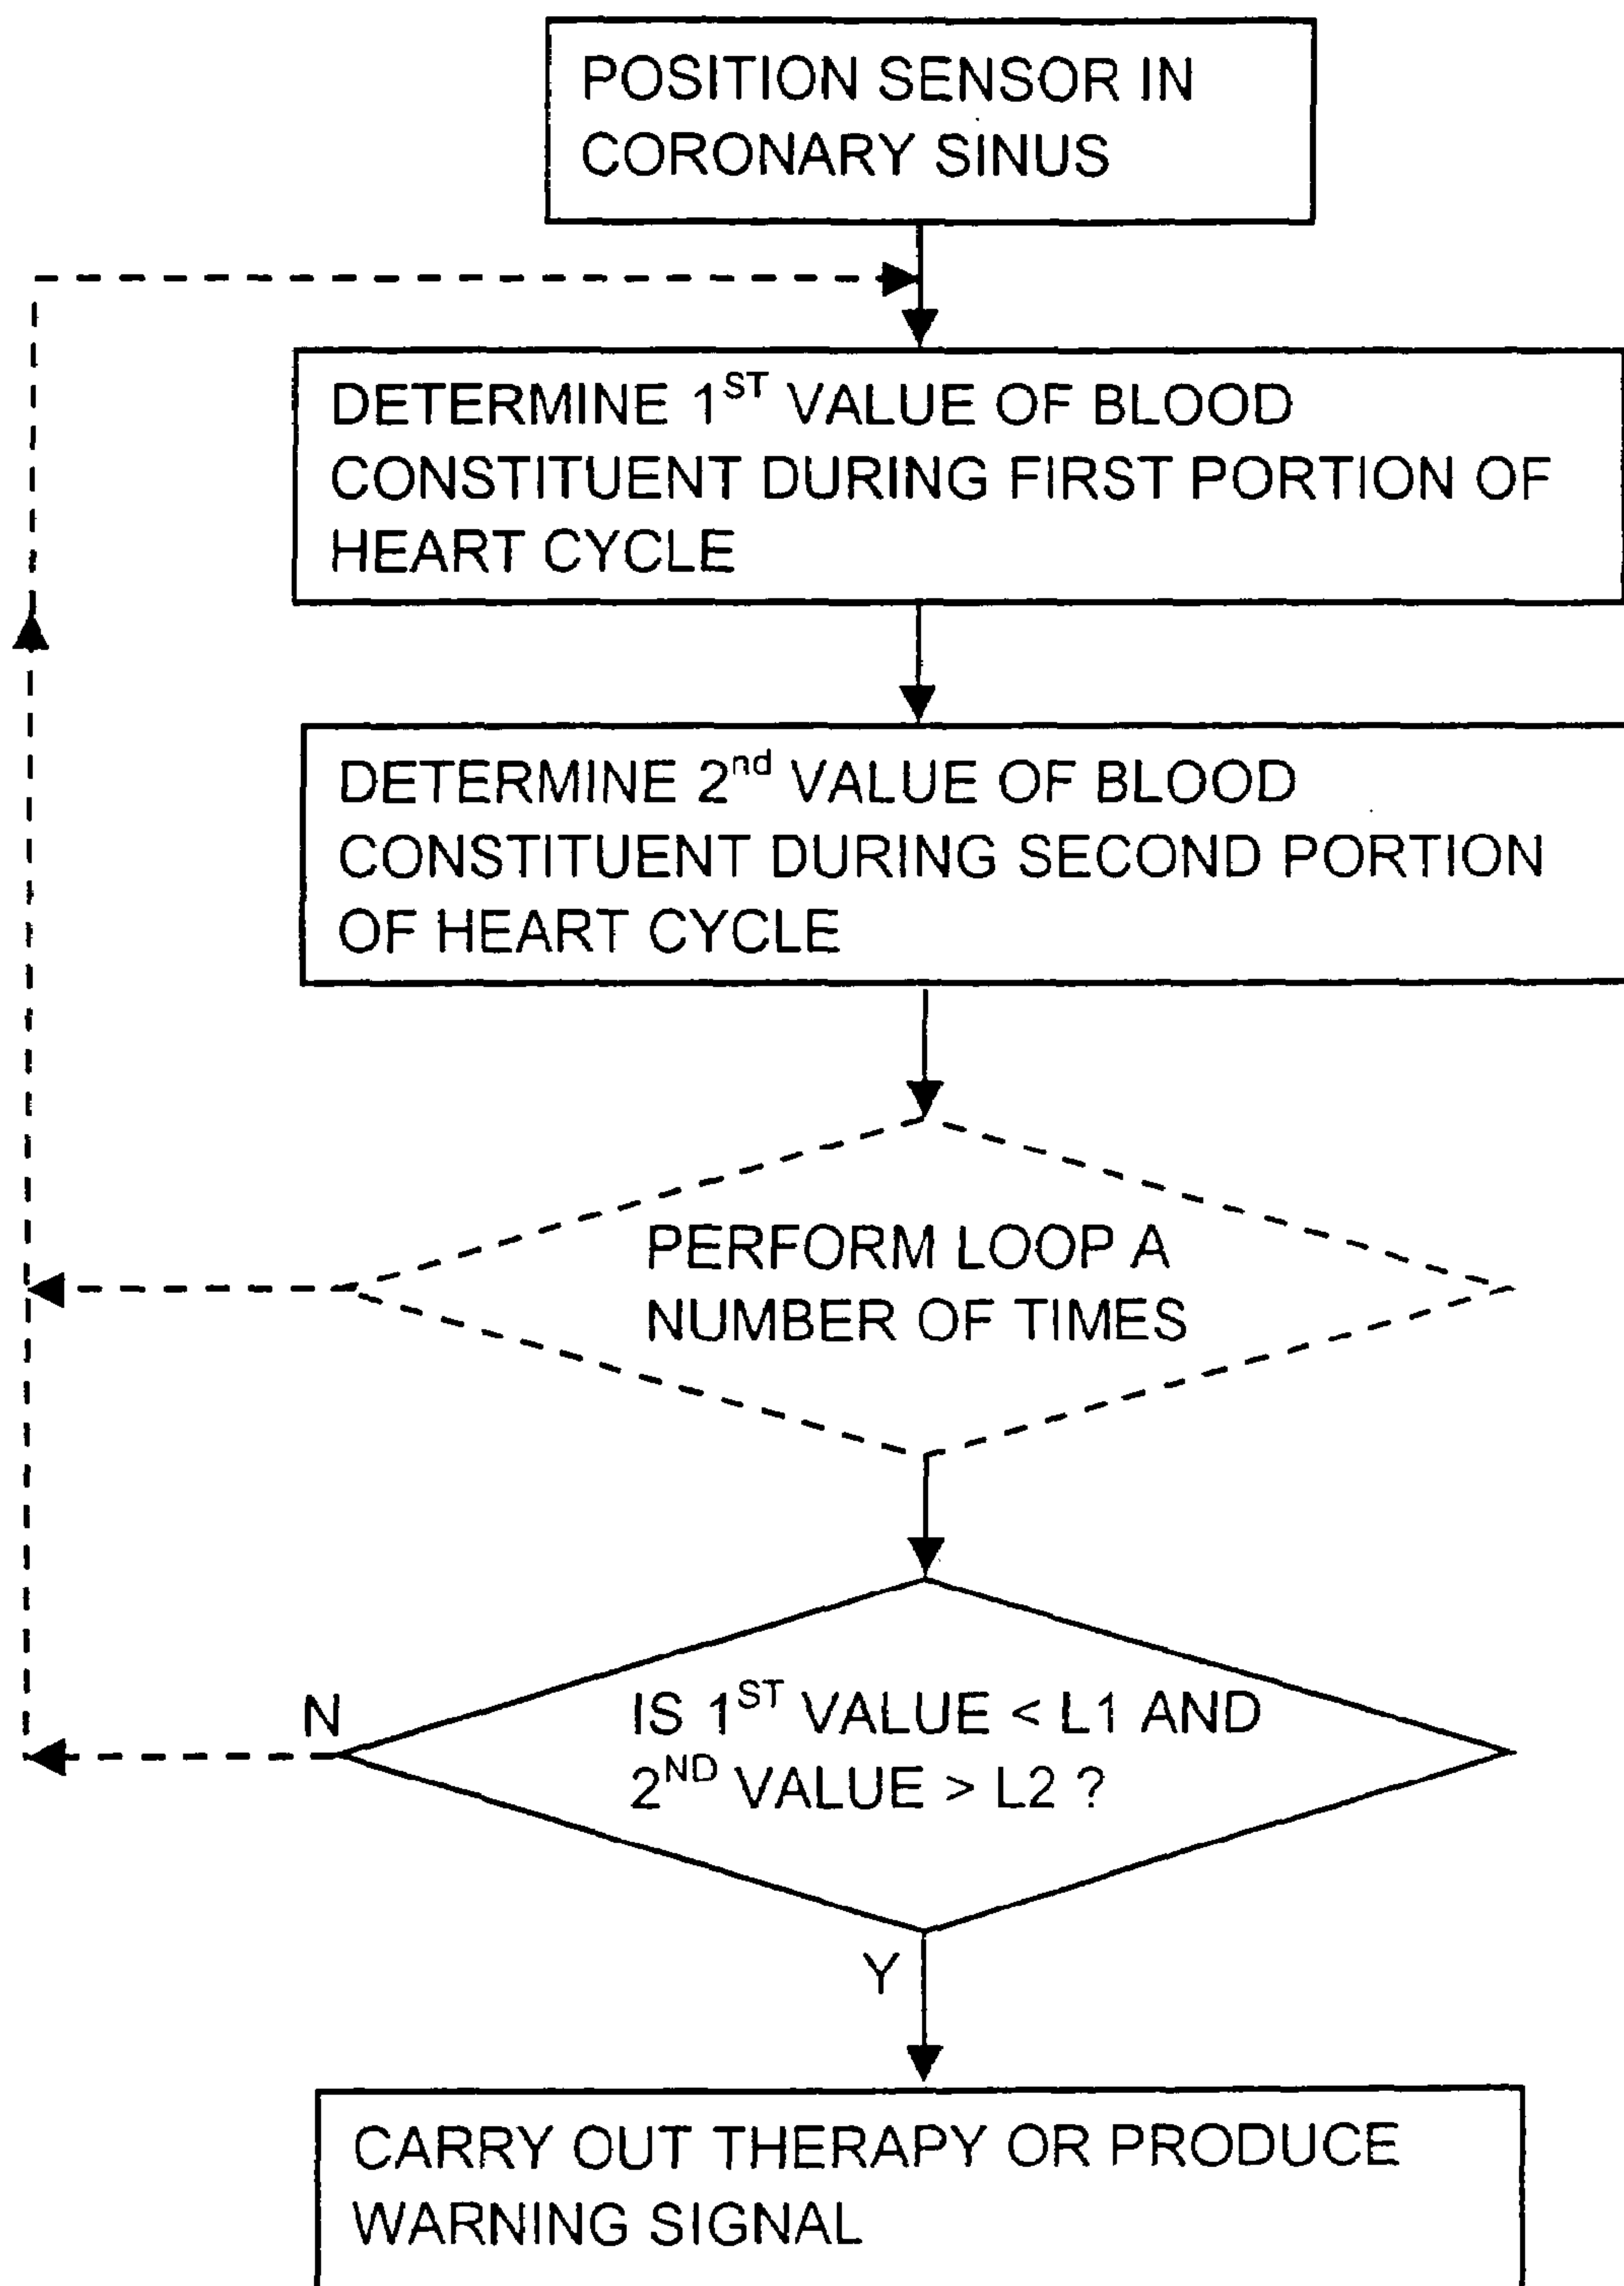 POSITION SENSOR IN
CORONARY SINUS
DETERMINE 1ST VALUE OF BLOOD
CONSTITUENT DURING FIRST PORTION OF
HEART CYCLE
DETERMINE 2nd VALUE OF BLOOD
CONSTITUENT DURING SECOND PORTION
OF HEART CYCLE
PERFORM LOOP A
NUMBER OF TIMES
N
IS 1ST VALUE < L1 AND
2ND VALUE > L2 ?
Y
CARRY OUT THERAPY OR PRODUCE
WARNING SIGNAL